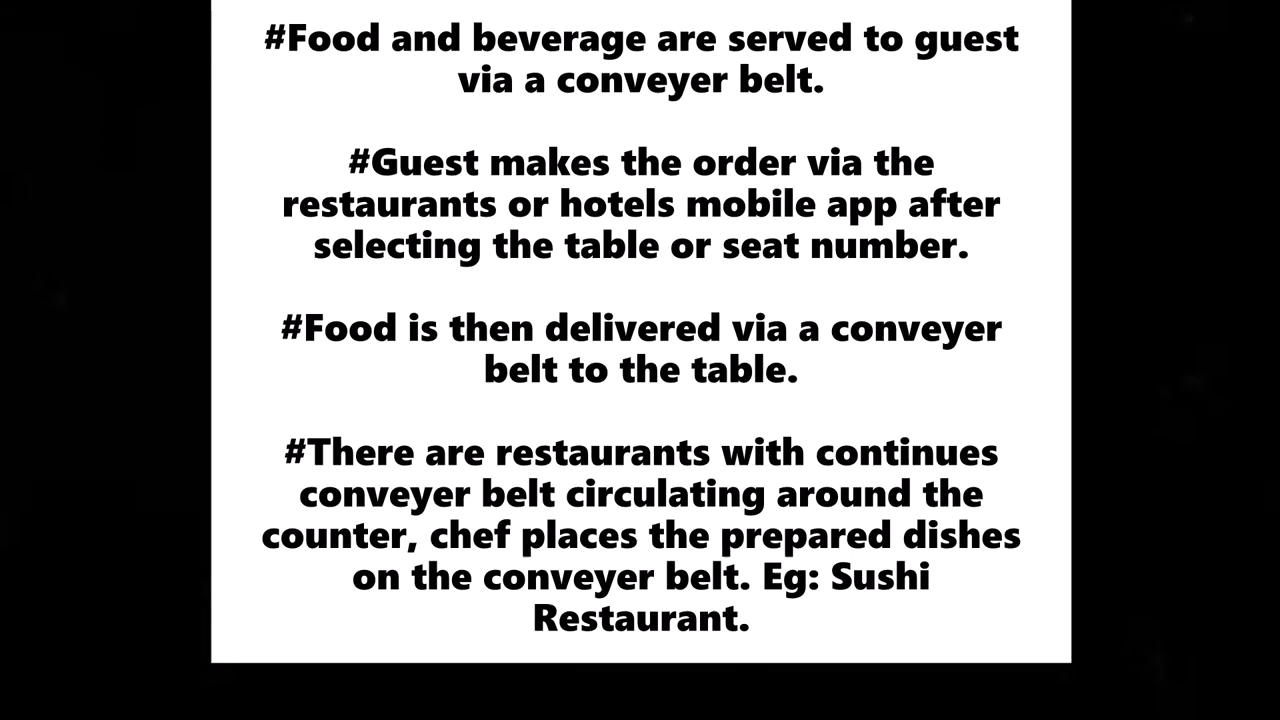 #Food and beverage are served to guest
via a conveyer belt.
#Guest makes the order via the
restaurants or hotels mobile app after
selecting the table or seat number.
#Food is then delivered via a conveyer
belt to the table.
#There are restaurants with continues
conveyer belt circulating around the
counter, chef places the prepared dishes
on the conveyer belt. Eg: Sushi
Restaurant.